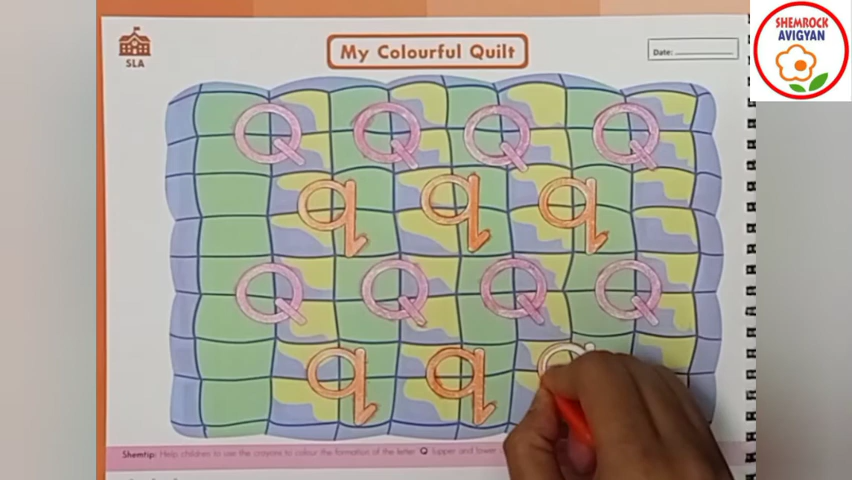 SHEMROCK
AVIGYAN
SLA
My Colourful Quilt
Date:
Q Q Q Q
q q q
Q Q Q Q
q q q
Shemtip: Help children to use the crayons to colour the formation of the letter Q (upper and lower